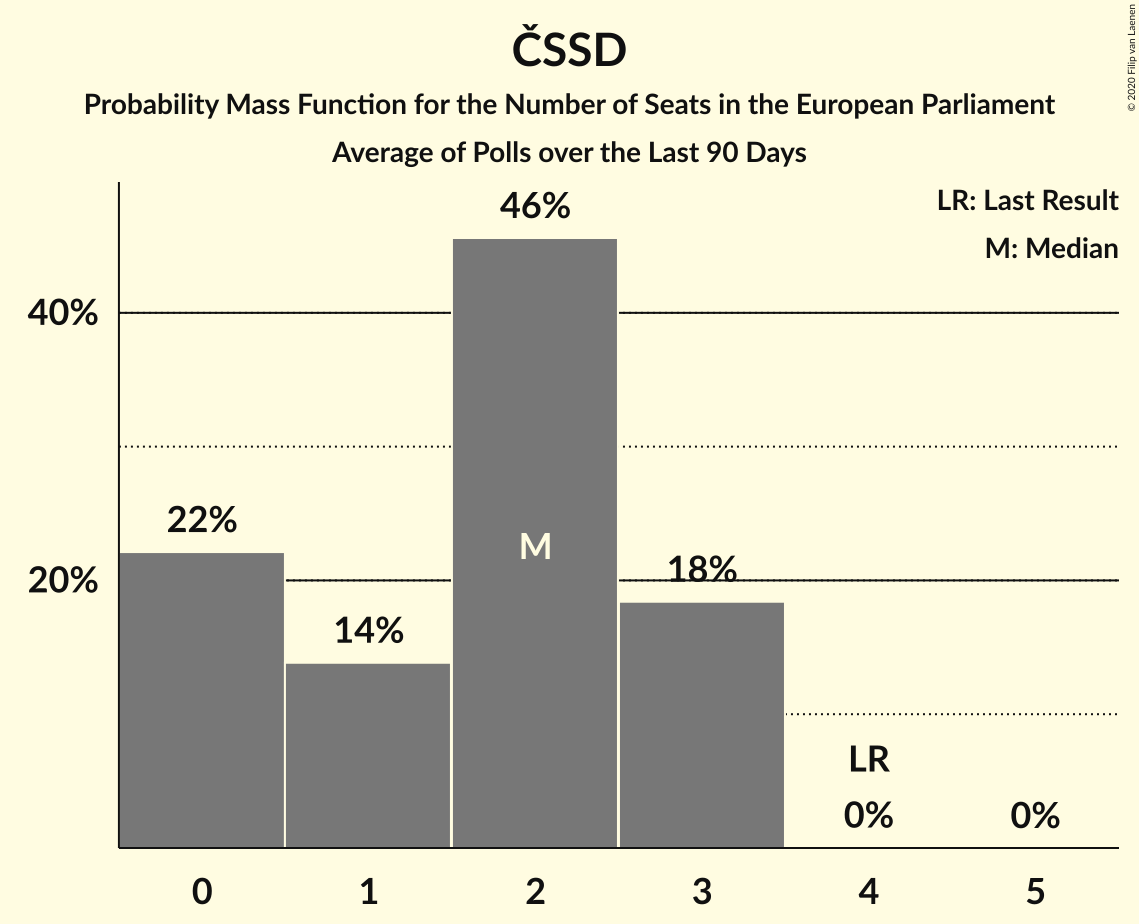 ČSSD
Probability Mass Function for the Number of Seats in the European Parliament
Average of Polls over the Last 90 Days
© 2020 Filip van Laenen
LR: Last Result
M: Median
46%
40%
22%
M
20%
18%
14%
LR
0%
0%
0 1 2 3 4 5